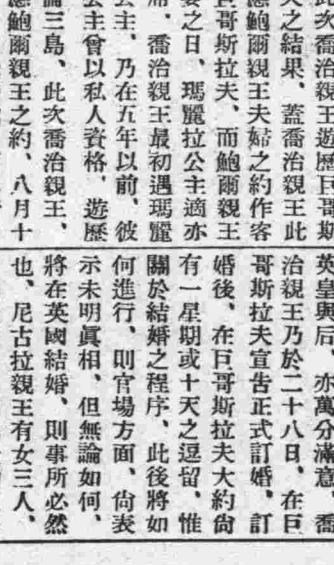 此次喬治親王遊歷巨哥斯
夫之結果、蓋喬治親王此
應鮑爾親王夫婦之約作客
巨哥斯拉夫、而鮑爾親王
宴之日、瑪麗拉公主適亦
席、喬治親王最初遇瑪麗
公主、乃在五年以前、彼
公主曾以私人資格、遊歷
倫三島、此次喬治親王、
應鮑爾親王之約、八月十
英皇與后、亦萬分滿意、喬
治親王乃於二十八日、在巨
哥斯拉夫宣告正式訂婚、訂
婚後、在巨哥斯拉夫大約尙
有一星期或十天之逗留、惟
關於結婚之程序、此後將如
何進行、則官場方面、尙表
示未明眞相、但無論如何、
將在英國結婚、則事所必然
也、尼古拉親王有女三人、